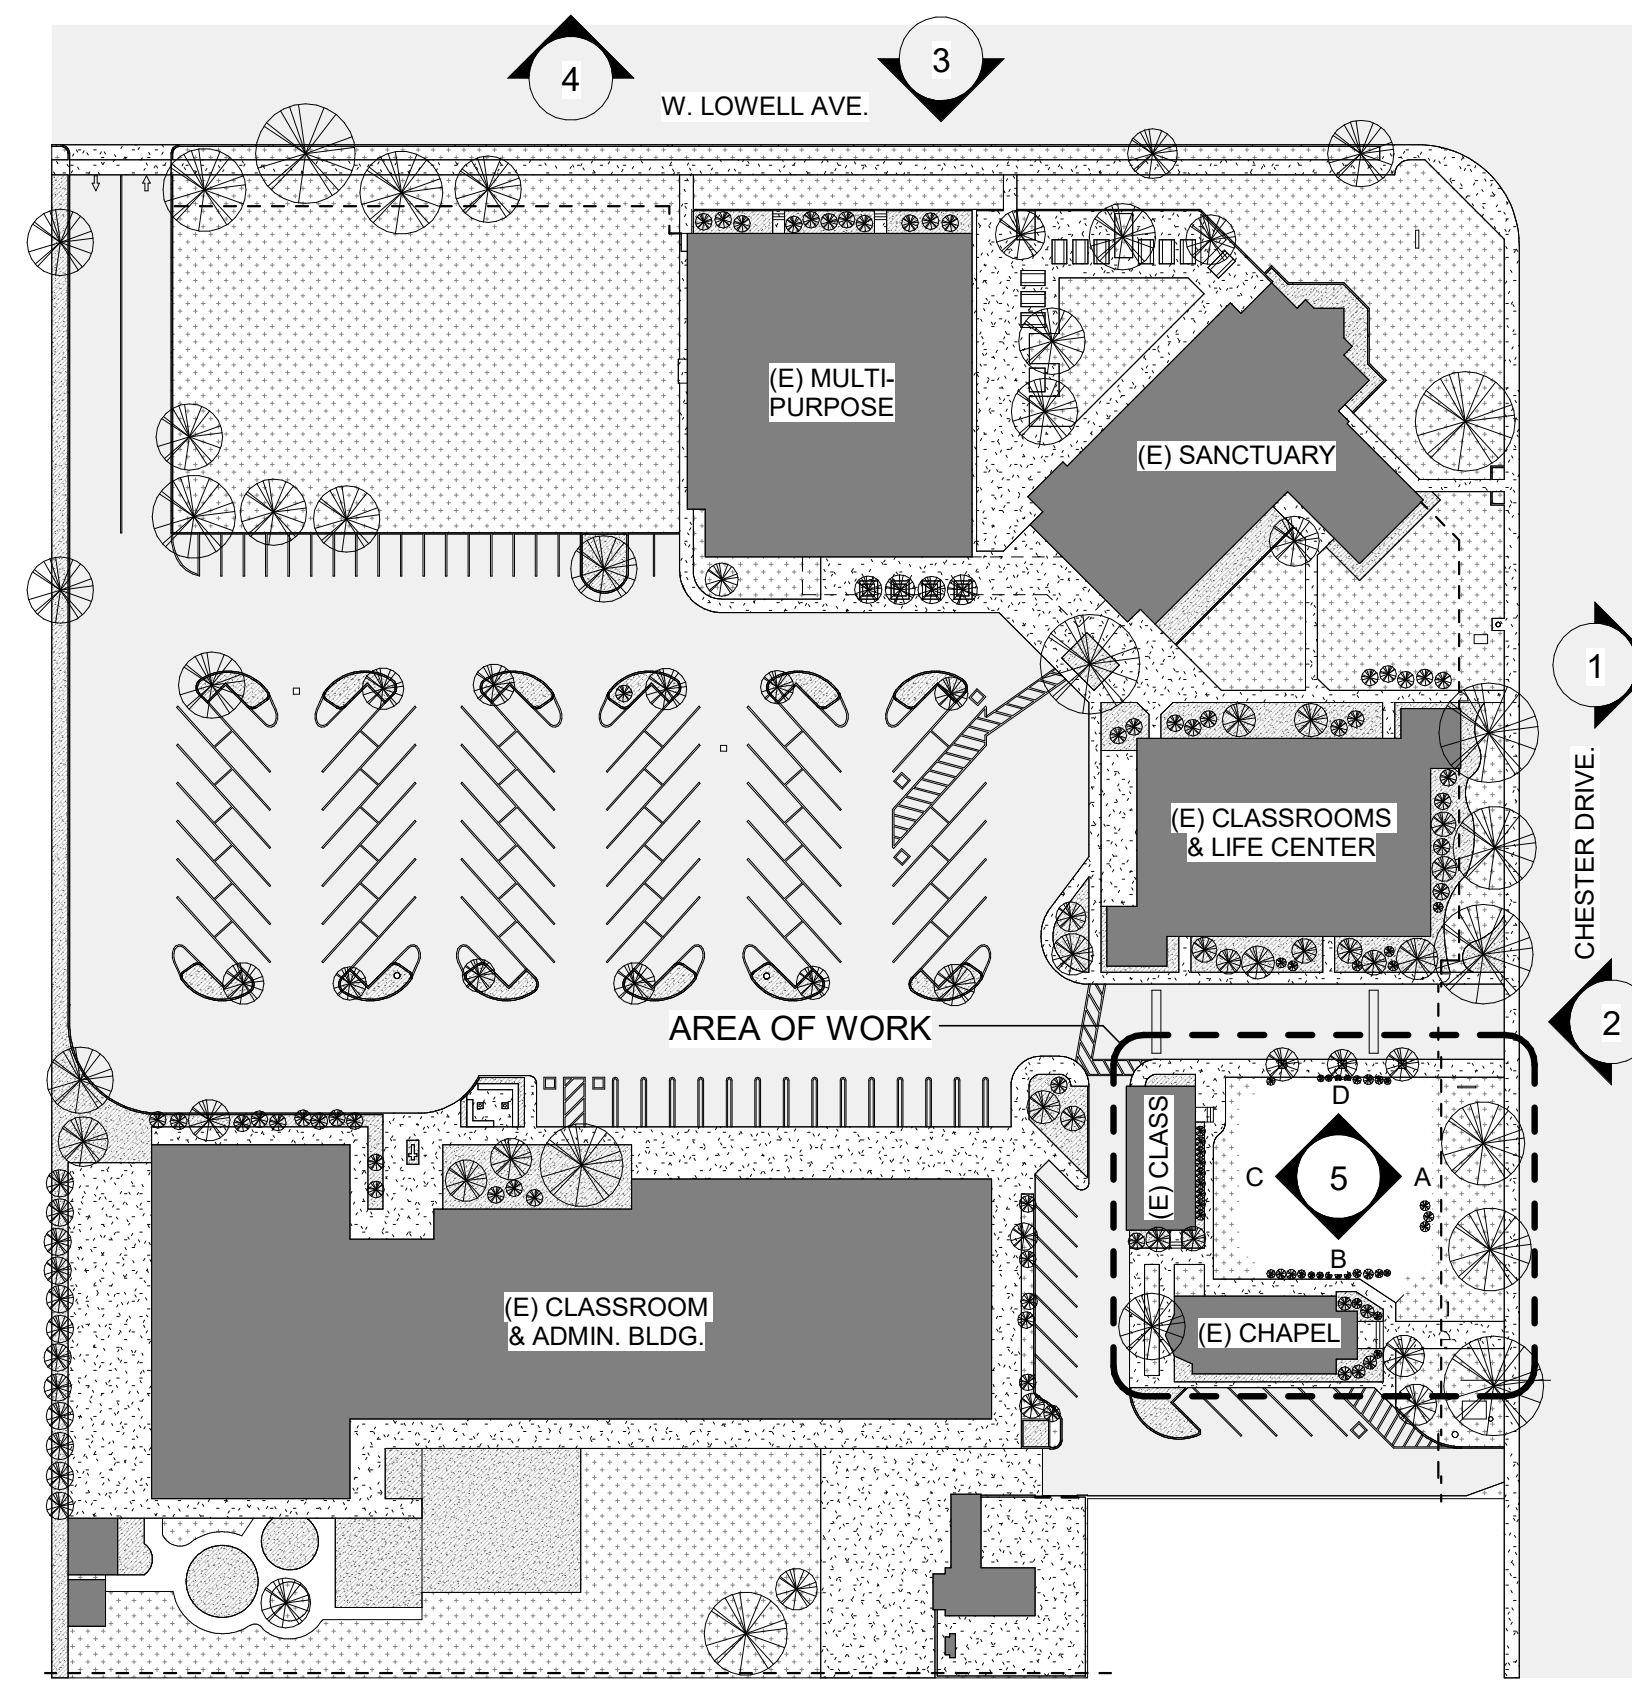 4
3
W. LOWELL AVE.
(E) MULTI-
PURPOSE
(E) SANCTUARY
1
(E) CLASSROOMS
& LIFE CENTER
CHESTER DRIVE.
AREA OF WORK
2
D
(E) CLASS
C
5
A
B
(E) CLASSROOM
& ADMIN. BLDG.
(E) CHAPEL